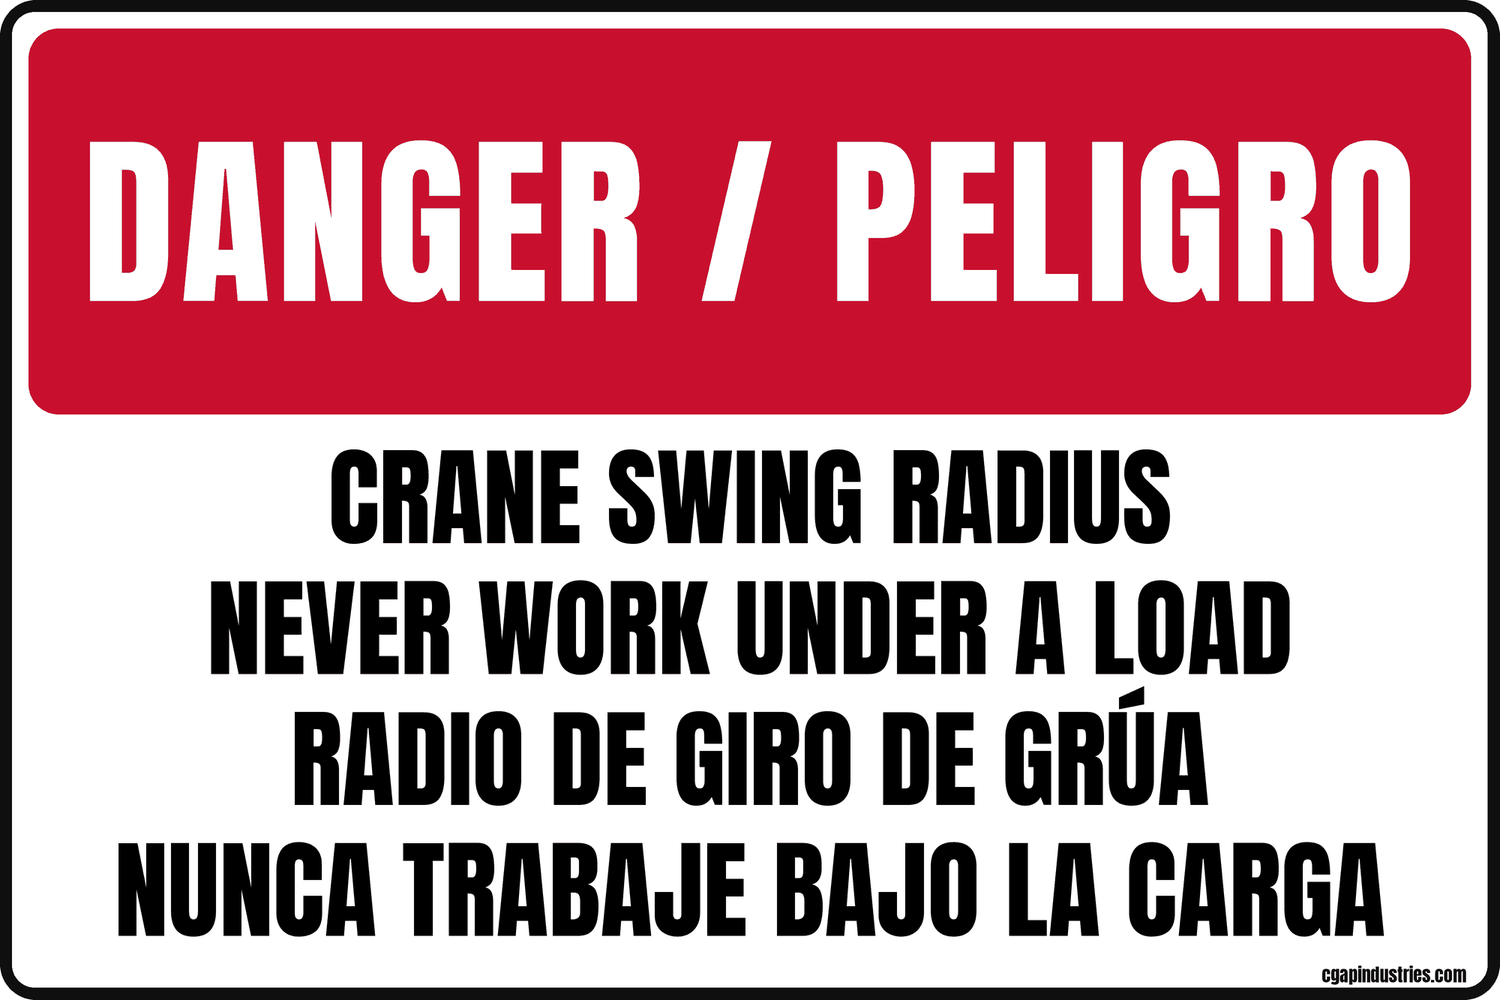 DANGER / PELIGRO
CRANE SWING RADIUS
NEVER WORK UNDER A LOAD
RADIO DE GIRO DE GRÚA
NUNCA TRABAJE BAJO LA CARGA
cgapindustries.com